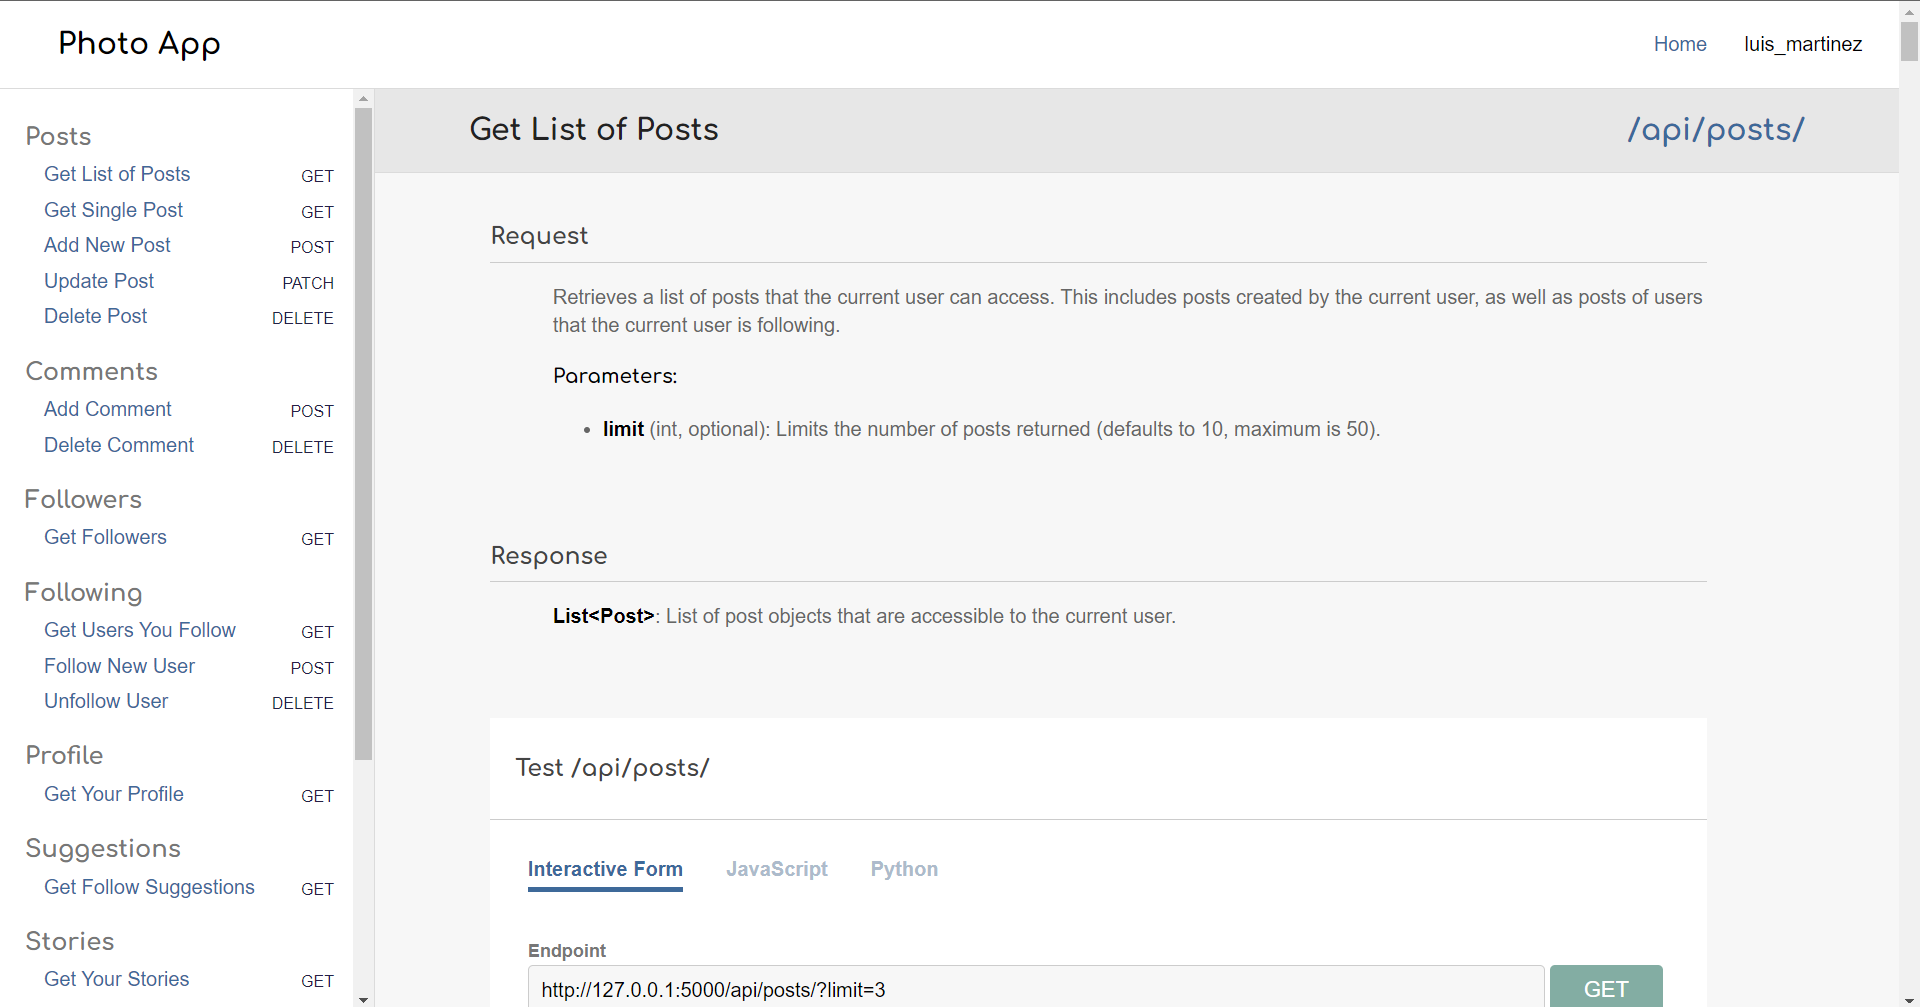 Photo App
Home luis_martinez
Posts
Get List of Posts GET
Get Single Post GET
Add New Post POST
Update Post PATCH
Delete Post DELETE
Comments
Add Comment POST
Delete Comment DELETE
Followers
Get Followers GET
Following
Get Users You Follow GET
Follow New User POST
Unfollow User DELETE
Profile
Get Your Profile GET
Suggestions
Get Follow Suggestions GET
Stories
Get Your Stories GET
Get List of Posts /api/posts/
Request
Retrieves a list of posts that the current user can access. This includes posts created by the current user, as well as posts of users
that the current user is following.
Parameters:
• limit (int, optional): Limits the number of posts returned (defaults to 10, maximum is 50).
Response
List<Post>: List of post objects that are accessible to the current user.
Test /api/posts/
Interactive Form JavaScript Python
Endpoint
http://127.0.0.1:5000/api/posts/?limit=3 GET